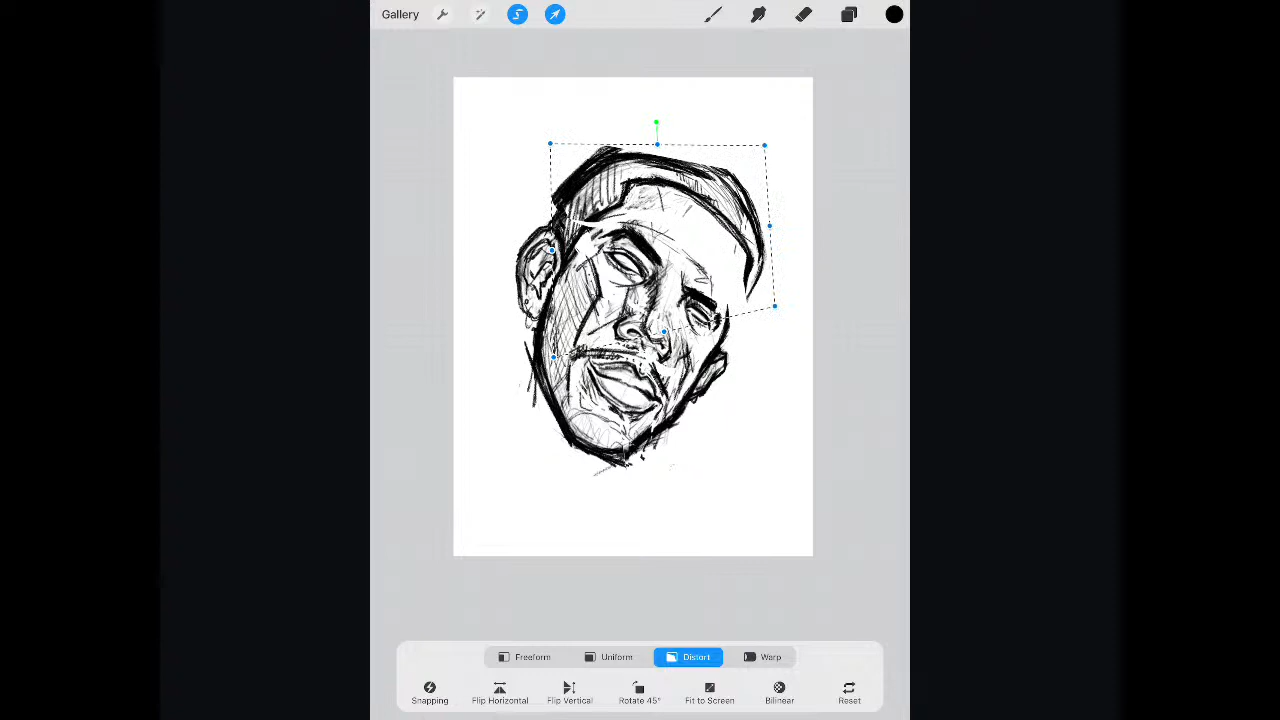 Gallery
Freeform Uniform Distort Warp
Snapping Flip Horizontal Flip Vertical Rotate 45° Fit to Screen Bilinear Reset